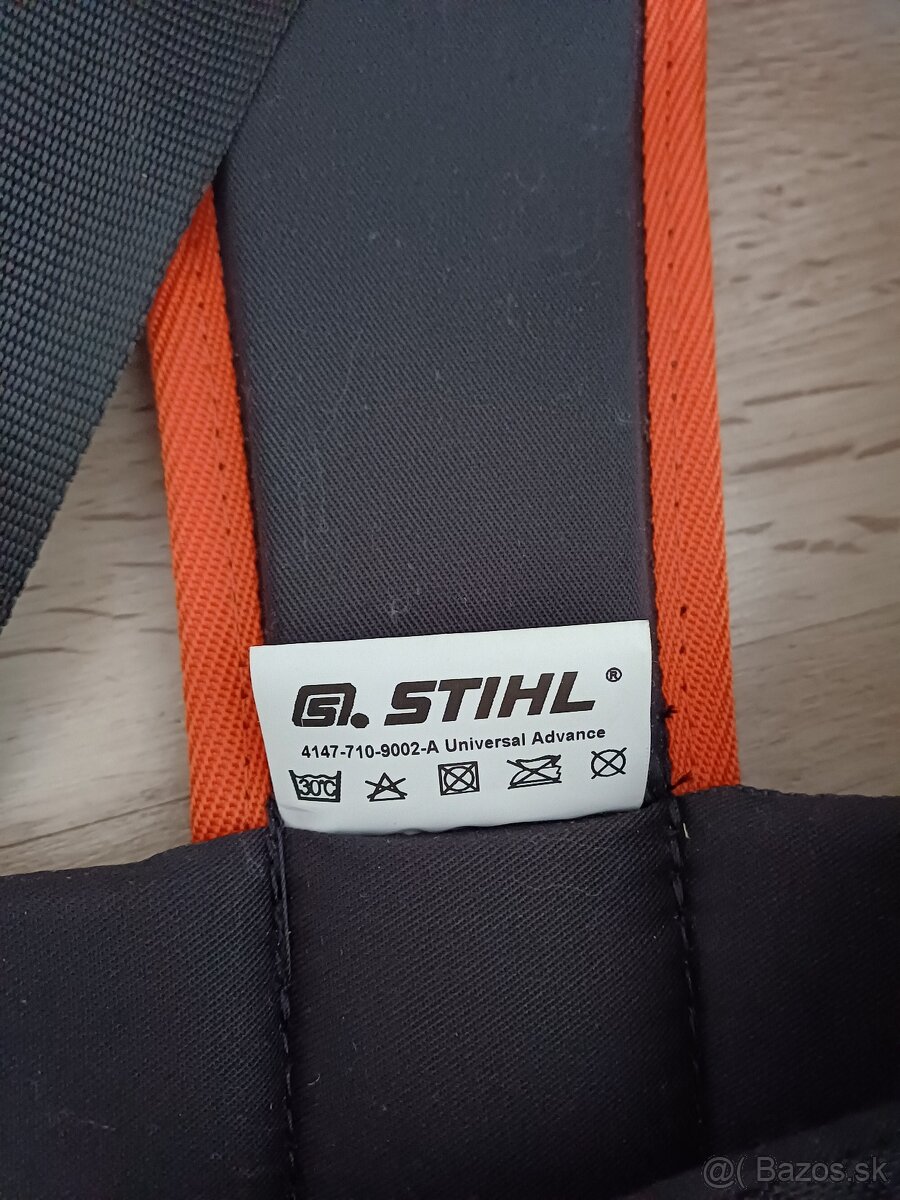 STIHL®
4147-710-9002-A Universal Advance
30°C
@( Bazos.sk